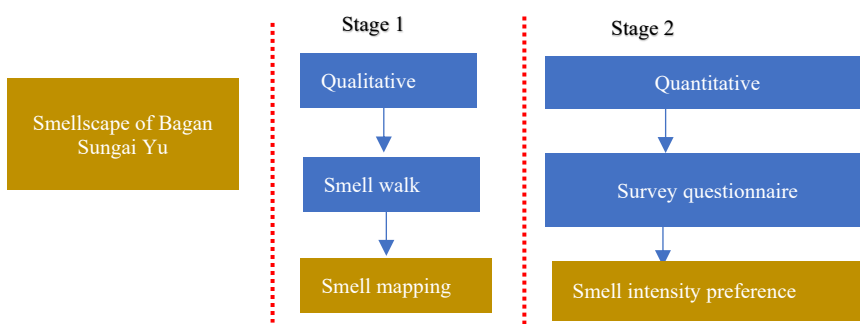 Smellscape of Bagan
Sungai Yu
Stage 1
Qualitative
Smell walk
Smell mapping
Stage 2
Quantitative
Survey questionnaire
Smell intensity preference